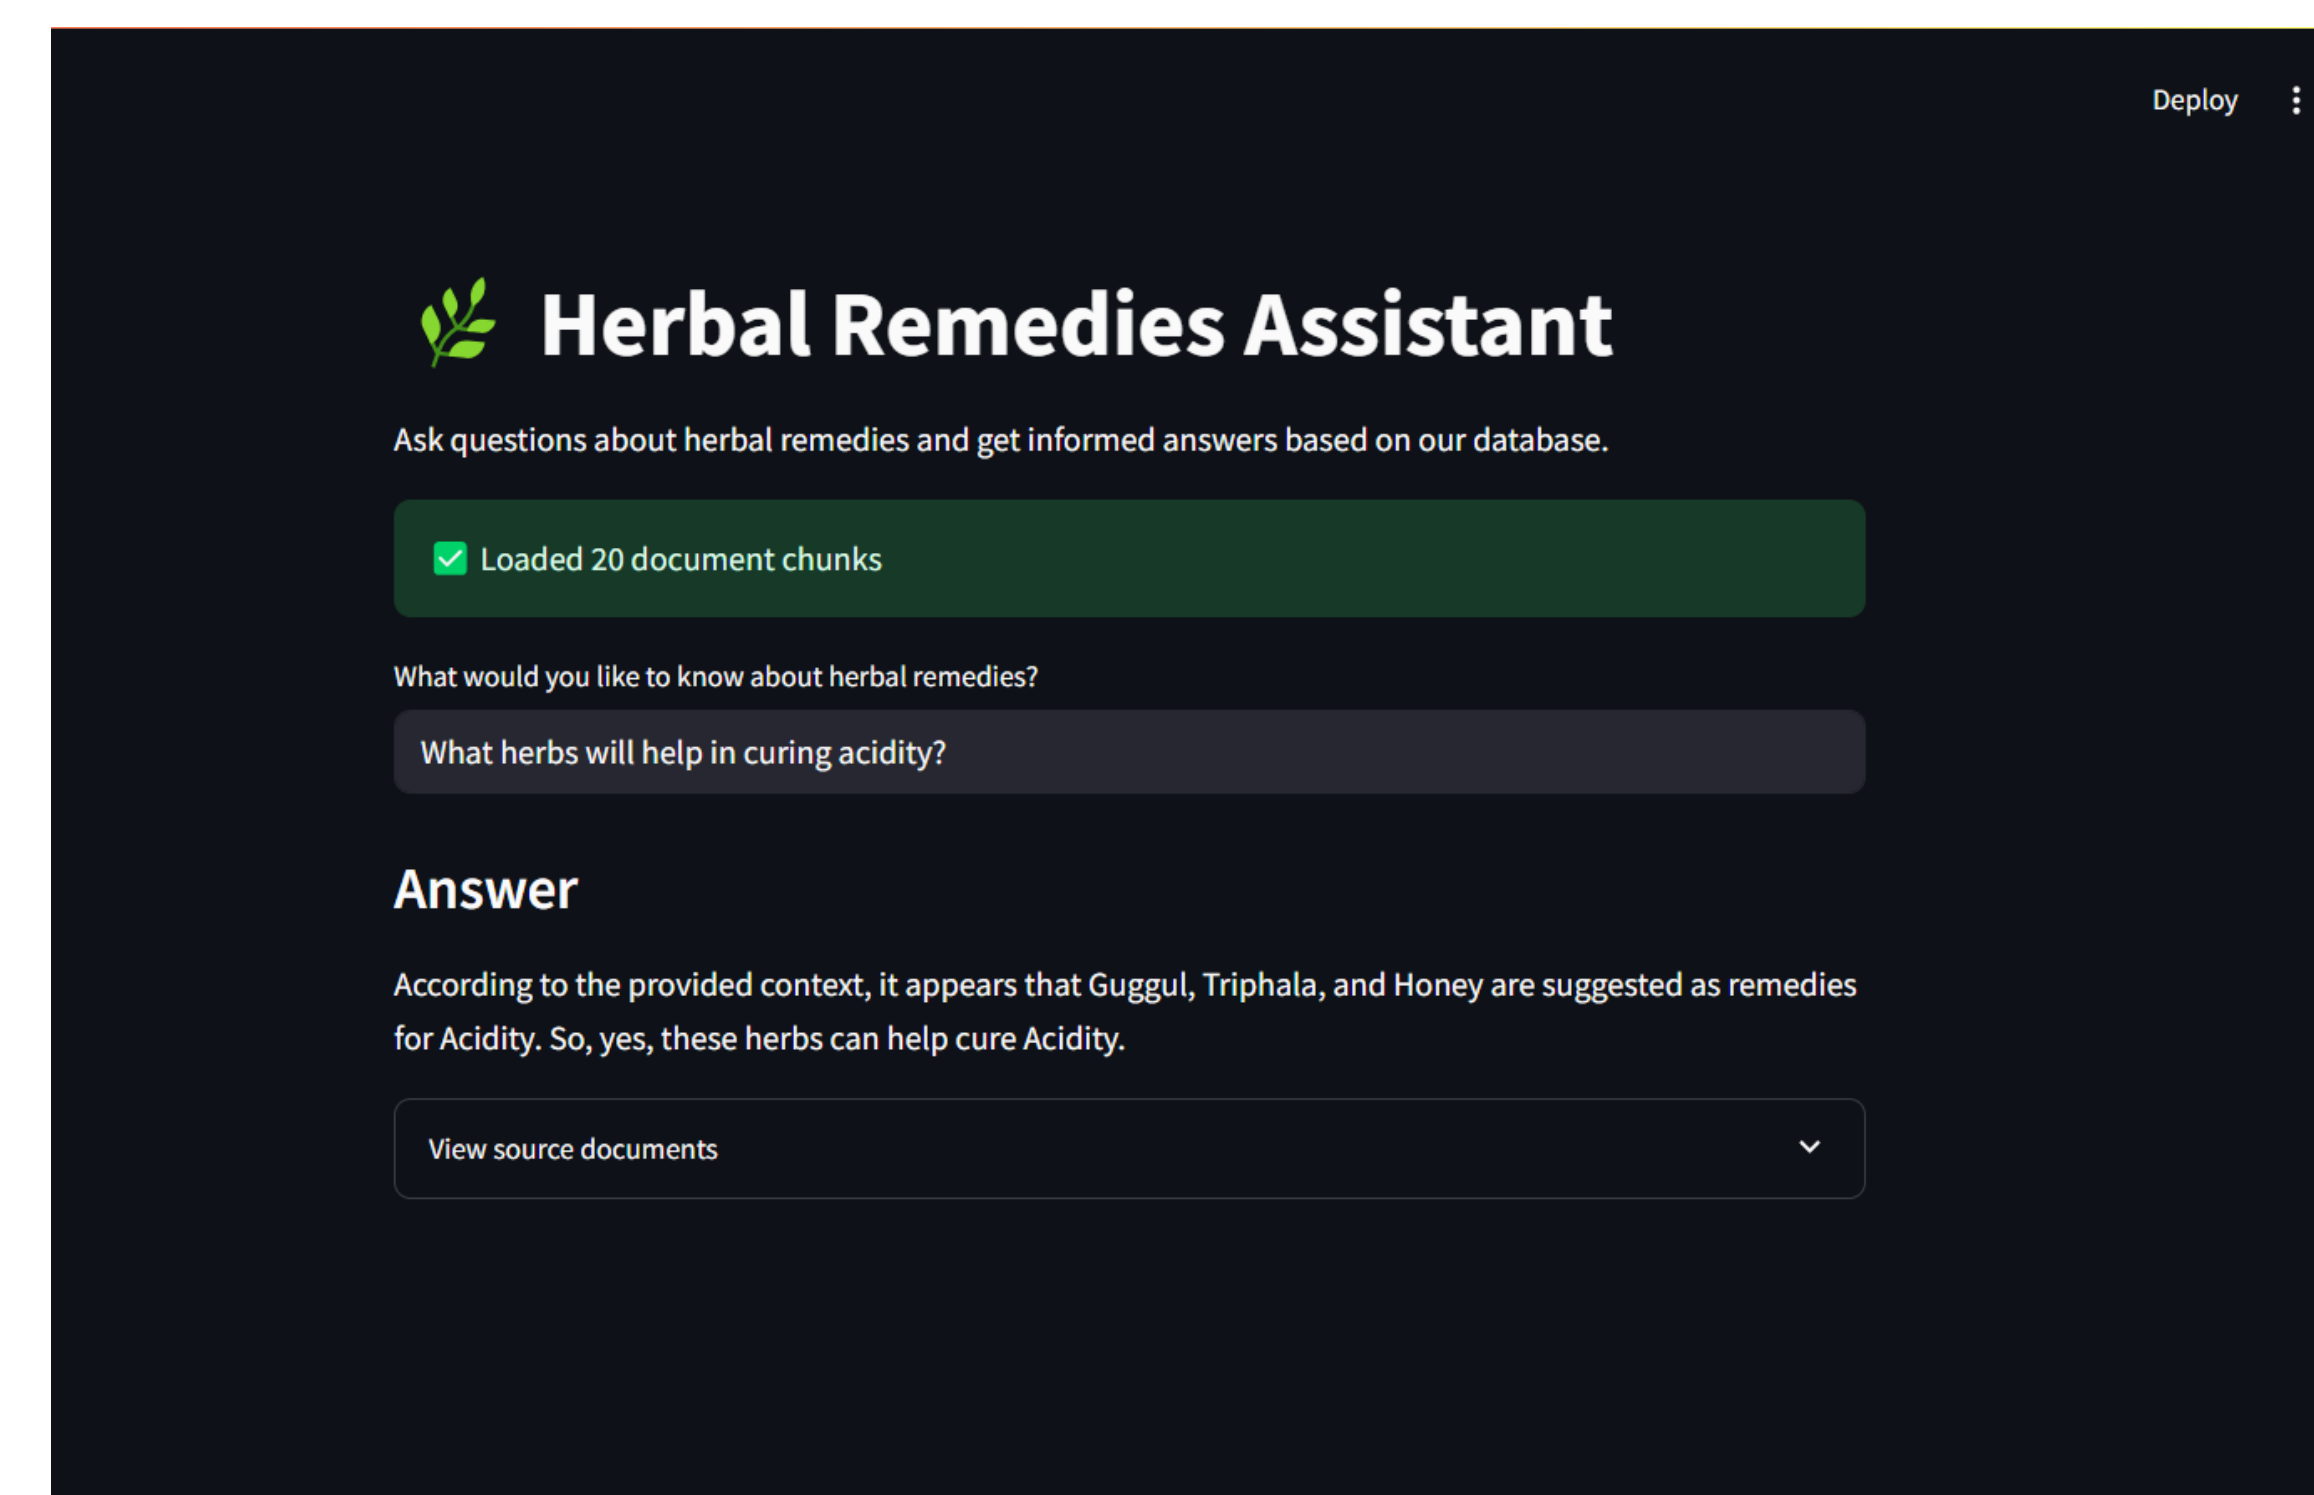 Deploy
Herbal Remedies Assistant
Ask questions about herbal remedies and get informed answers based on our database.
Loaded 20 document chunks
What would you like to know about herbal remedies?
What herbs will help in curing acidity?
Answer
According to the provided context, it appears that Guggul, Triphala, and Honey are suggested as remedies
for Acidity. So, yes, these herbs can help cure Acidity.
View source documents